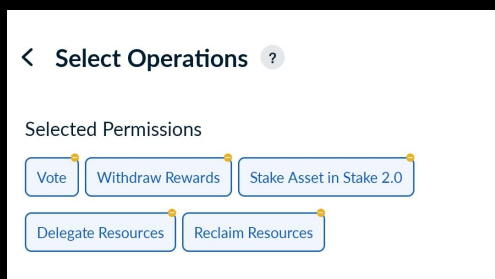 Select Operations ?
Selected Permissions
Vote Withdraw Rewards Stake Asset in Stake 2.0
Delegate Resources Reclaim Resources